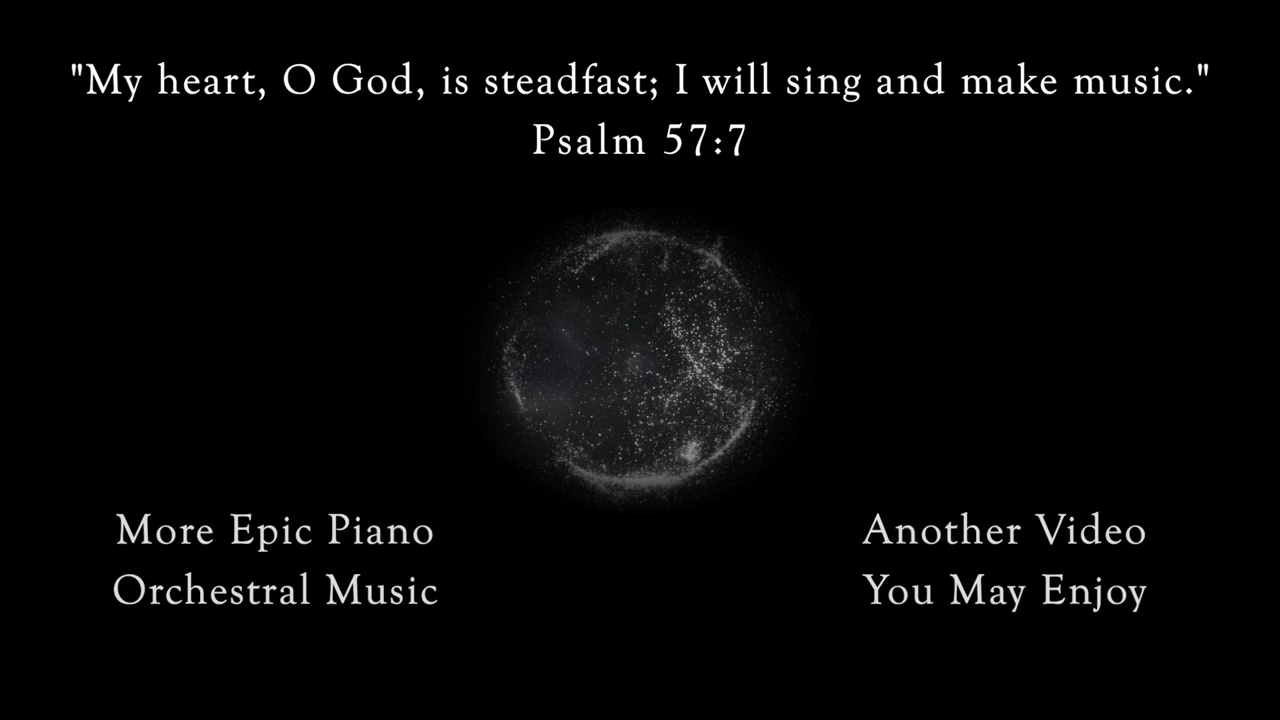 "My heart, O God, is steadfast; I will sing and make music."
Psalm 57:7
More Epic Piano
Orchestral Music
Another Video
You May Enjoy